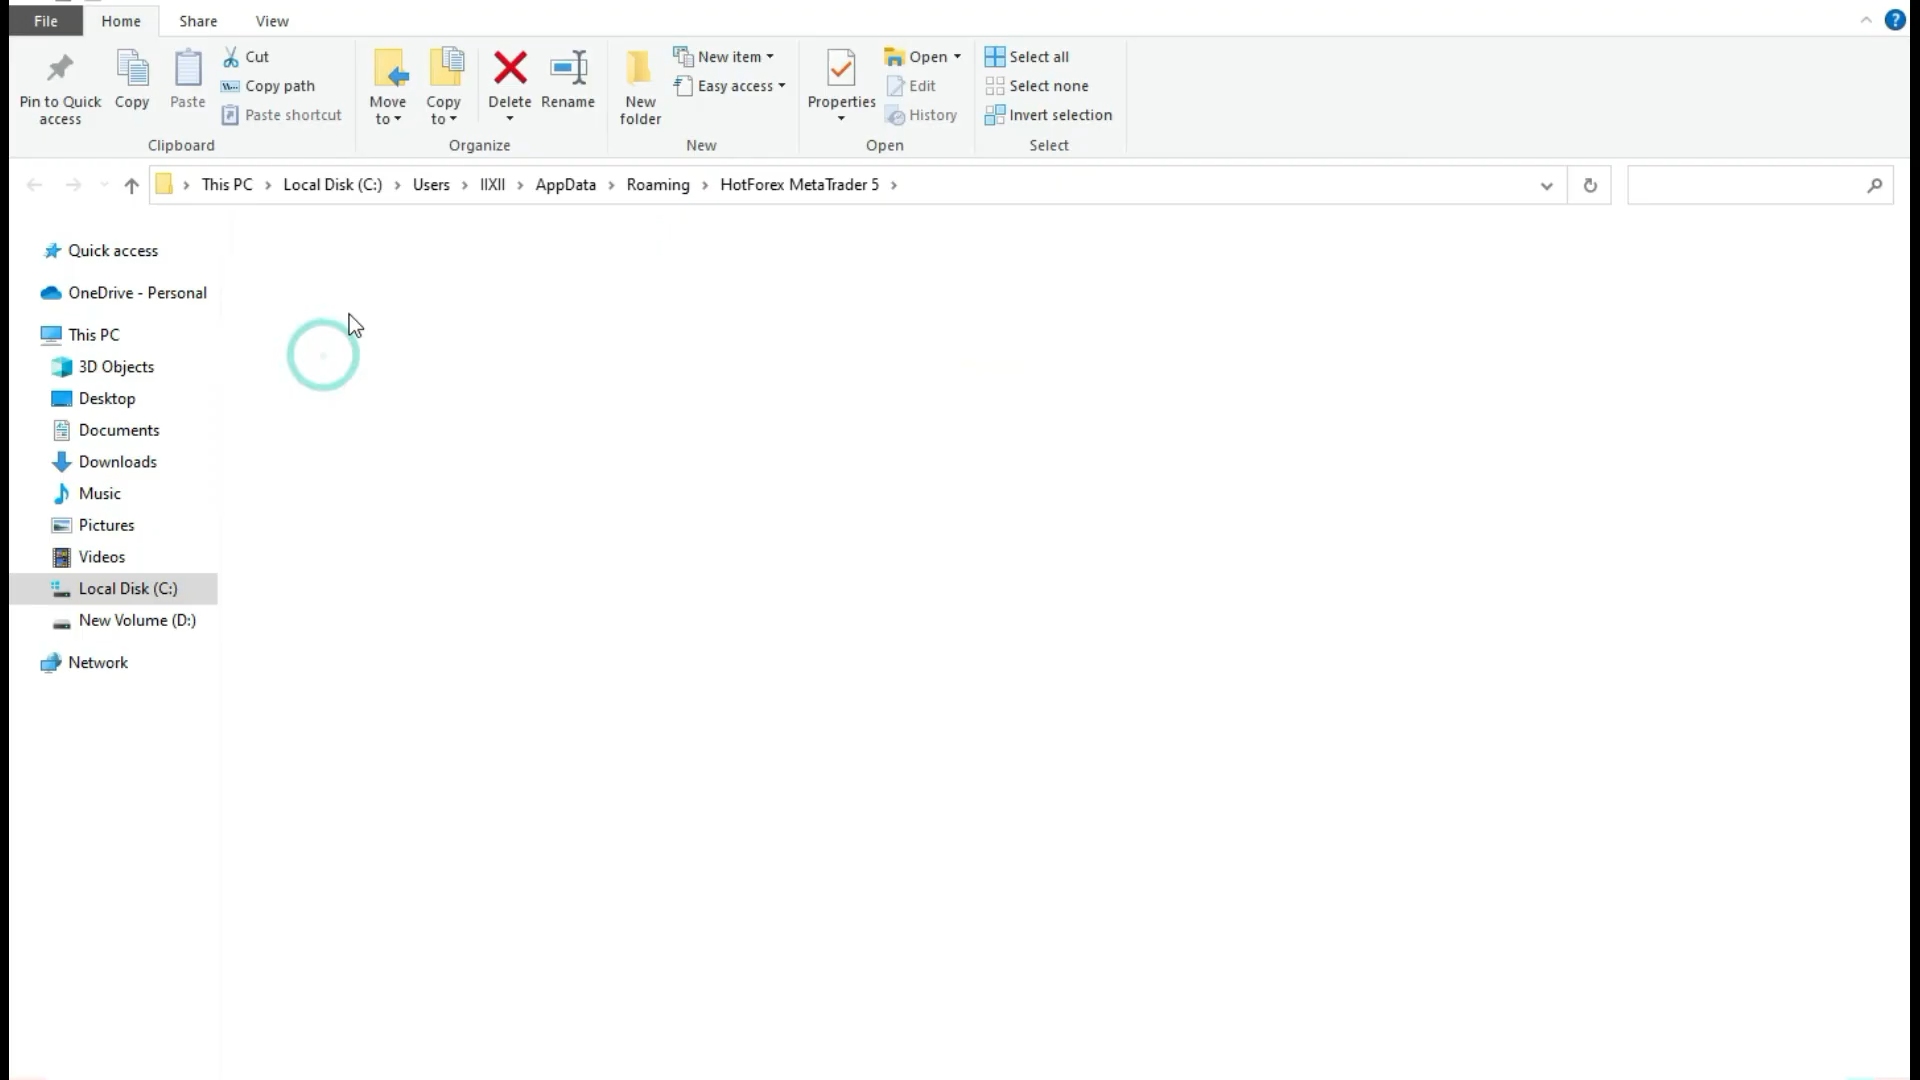 File Home Share View
Pin to Quick access
Copy
Paste
Cut
Copy path
Paste shortcut
Clipboard
Move to
Copy to
Delete
Rename
Organize
New folder
New item
Easy access
New
Properties
Open
Edit
History
Open
Select all
Select none
Invert selection
Select
This PC › Local Disk (C:) › Users › IIXII › AppData › Roaming › HotForex MetaTrader 5 ›
Quick access
OneDrive - Personal
This PC
3D Objects
Desktop
Documents
Downloads
Music
Pictures
Videos
Local Disk (C:)
New Volume (D:)
Network